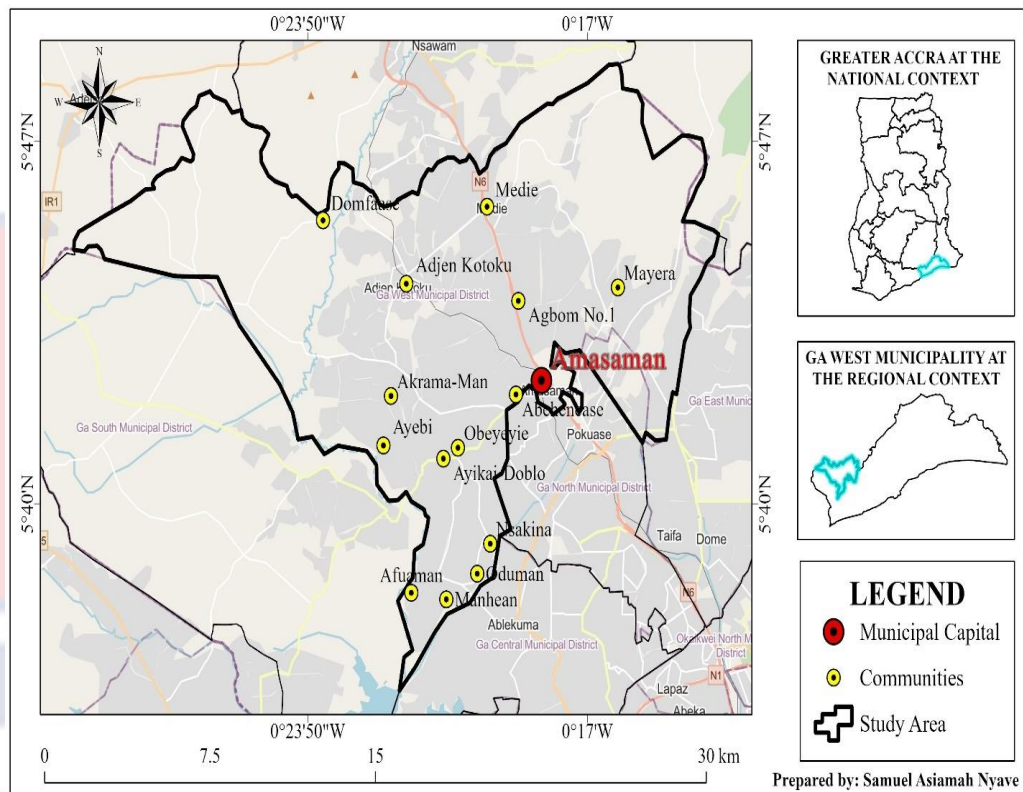 0°23'50"W
0°17'W
Nsawam
N
W
E
S
5°47'N
5°47'N
IR1
N6
Domfaase
Medie
Adjen Kotoku
Ga West Municipal District
Mayera
Agbom No.1
Amasaman
Akrama-Man
Abehenease
Ga East Munic
Ga South Municipal District
Ayebi
Obeyeyie
Pokuase
Ayikai-Doblo
Ga North Municipal District
5°40'N
5°40'N
Nsakina
Taifa
Dome
5
Afuaman
Oduman
Manhean
N6
Ablekuma
Ga Central Municipal District
Okaikwei North M
District
N1
Lapaz
Abeka
0°23'50"W
0°17'W
0
7.5
15
30 km
GREATER ACCRA AT THE
NATIONAL CONTEXT
GA WEST MUNICIPALITY AT
THE REGIONAL CONTEXT
LEGEND
Municipal Capital
Communities
Study Area
Prepared by: Samuel Asiamah Nyave